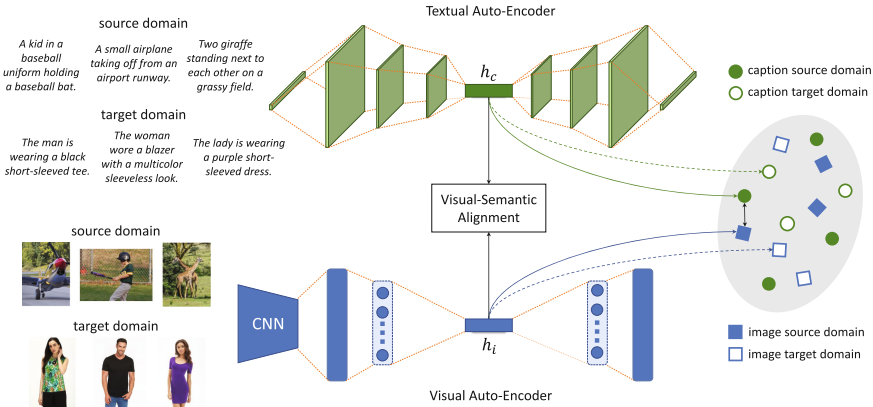 Textual Auto-Encoder
source domain
A kid in a
baseball
uniform holding
a baseball bat.
A small airplane
taking off from an
airport runway.
Two giraffe
standing next to
each other on a
grassy field.
target domain
The man is
wearing a black
short-sleeved tee.
The woman
wore a blazer
with a multicolor
sleeveless look.
The lady is wearing
a purple short-
sleeved dress.
h_c
caption source domain
caption target domain
Visual-Semantic
Alignment
source domain
target domain
CNN
h_i
Visual Auto-Encoder
image source domain
image target domain